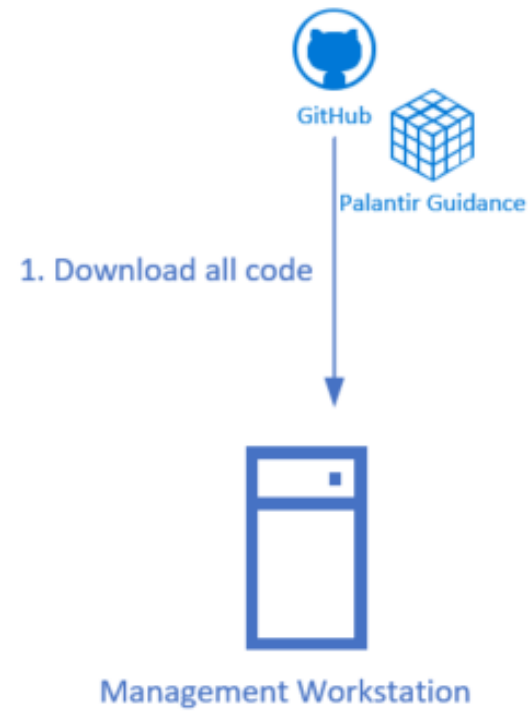 GitHub
Palantir Guidance
1. Download all code
Management Workstation